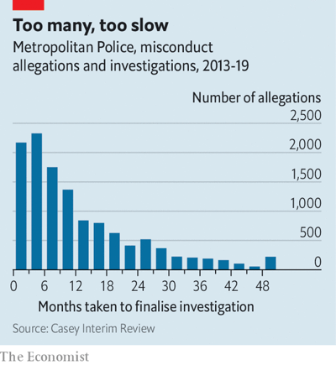 Too many, too slow
Metropolitan Police, misconduct
allegations and investigations, 2013-19
Number of allegations
2,500
2,000
1,500
1,000
500
0
0 6 12 18 24 30 36 42 48
Months taken to finalise investigation
Source: Casey Interim Review
The Economist